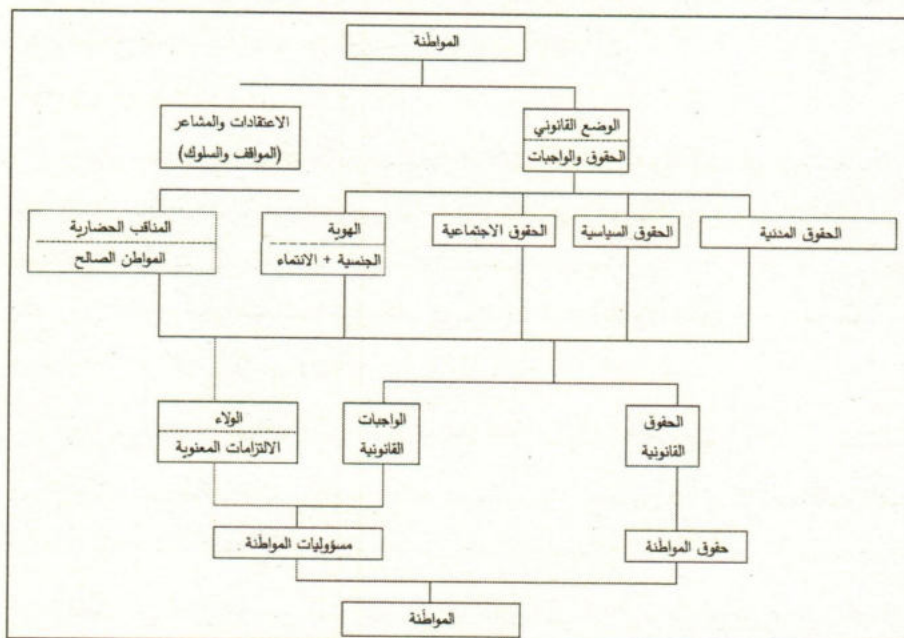 المواطنة
الوضع القانوني
الحقوق والواجبات
الاعتقادات والمشاعر
(المواقف والسلوك)
الحقوق المدنية
الحقوق السياسية
الحقوق الاجتماعية
الهوية
الجنسية + الانتماء
المناقب الحضارية
المواطن الصالح
الحقوق
القانونية
الواجبات
القانونية
الولاء
الالتزامات المعنوية
حقوق المواطنة
مسؤوليات المواطنة
المواطنة